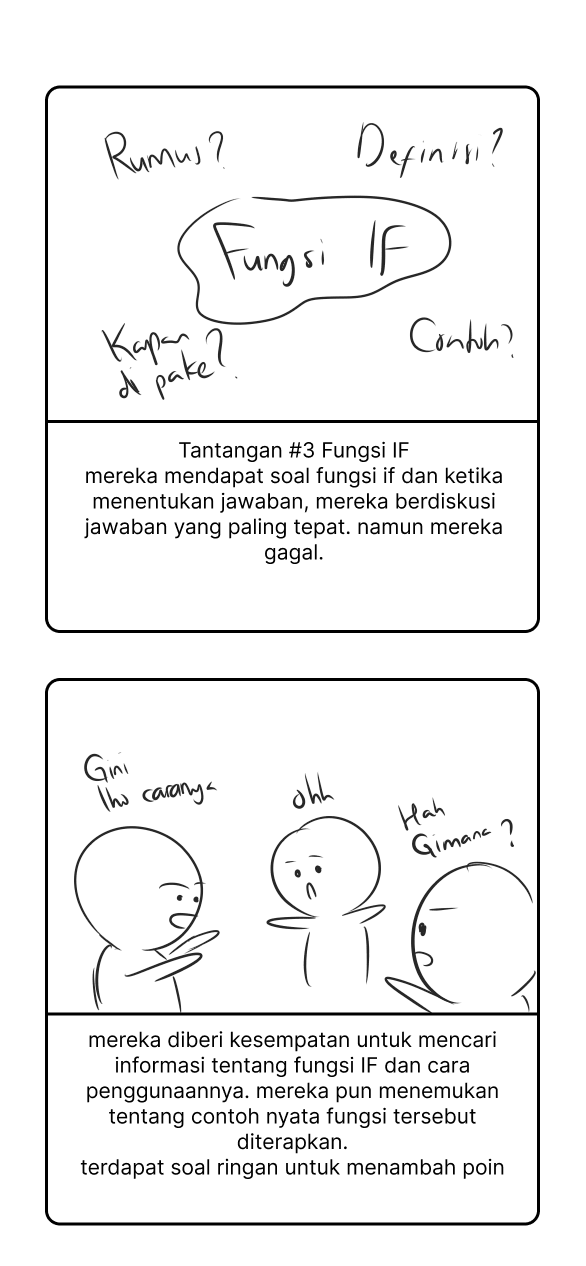 Rumus?
Definisi?
Fungsi IF
Kapan
di pake?
Contoh?
Tantangan #3 Fungsi IF
mereka mendapat soal fungsi if dan ketika
menentukan jawaban, mereka berdiskusi
jawaban yang paling tepat. namun mereka
gagal.
Gini
lho caranya
ohh
Hah
Gimana?
mereka diberi kesempatan untuk mencari
informasi tentang fungsi IF dan cara
penggunaannya. mereka pun menemukan
tentang contoh nyata fungsi tersebut
diterapkan.
terdapat soal ringan untuk menambah poin